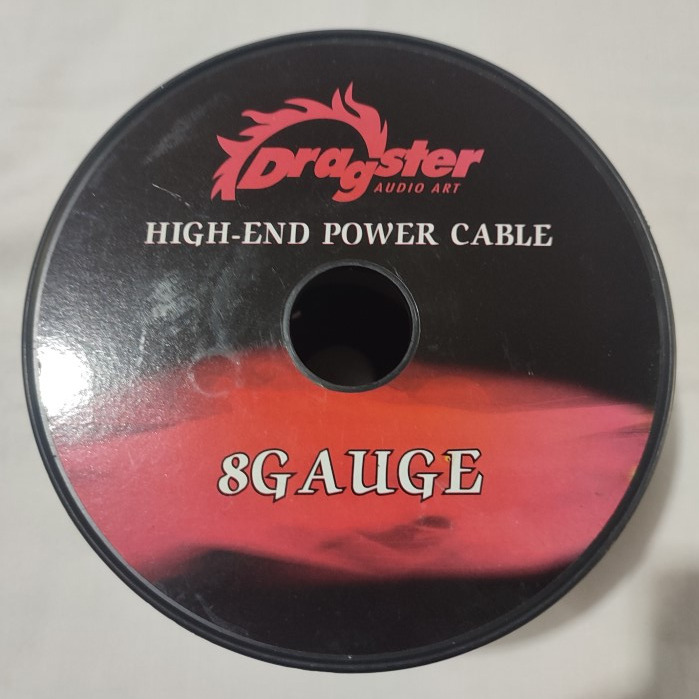 Dragster
AUDIO ART
HIGH-END POWER CABLE
8GAUGE